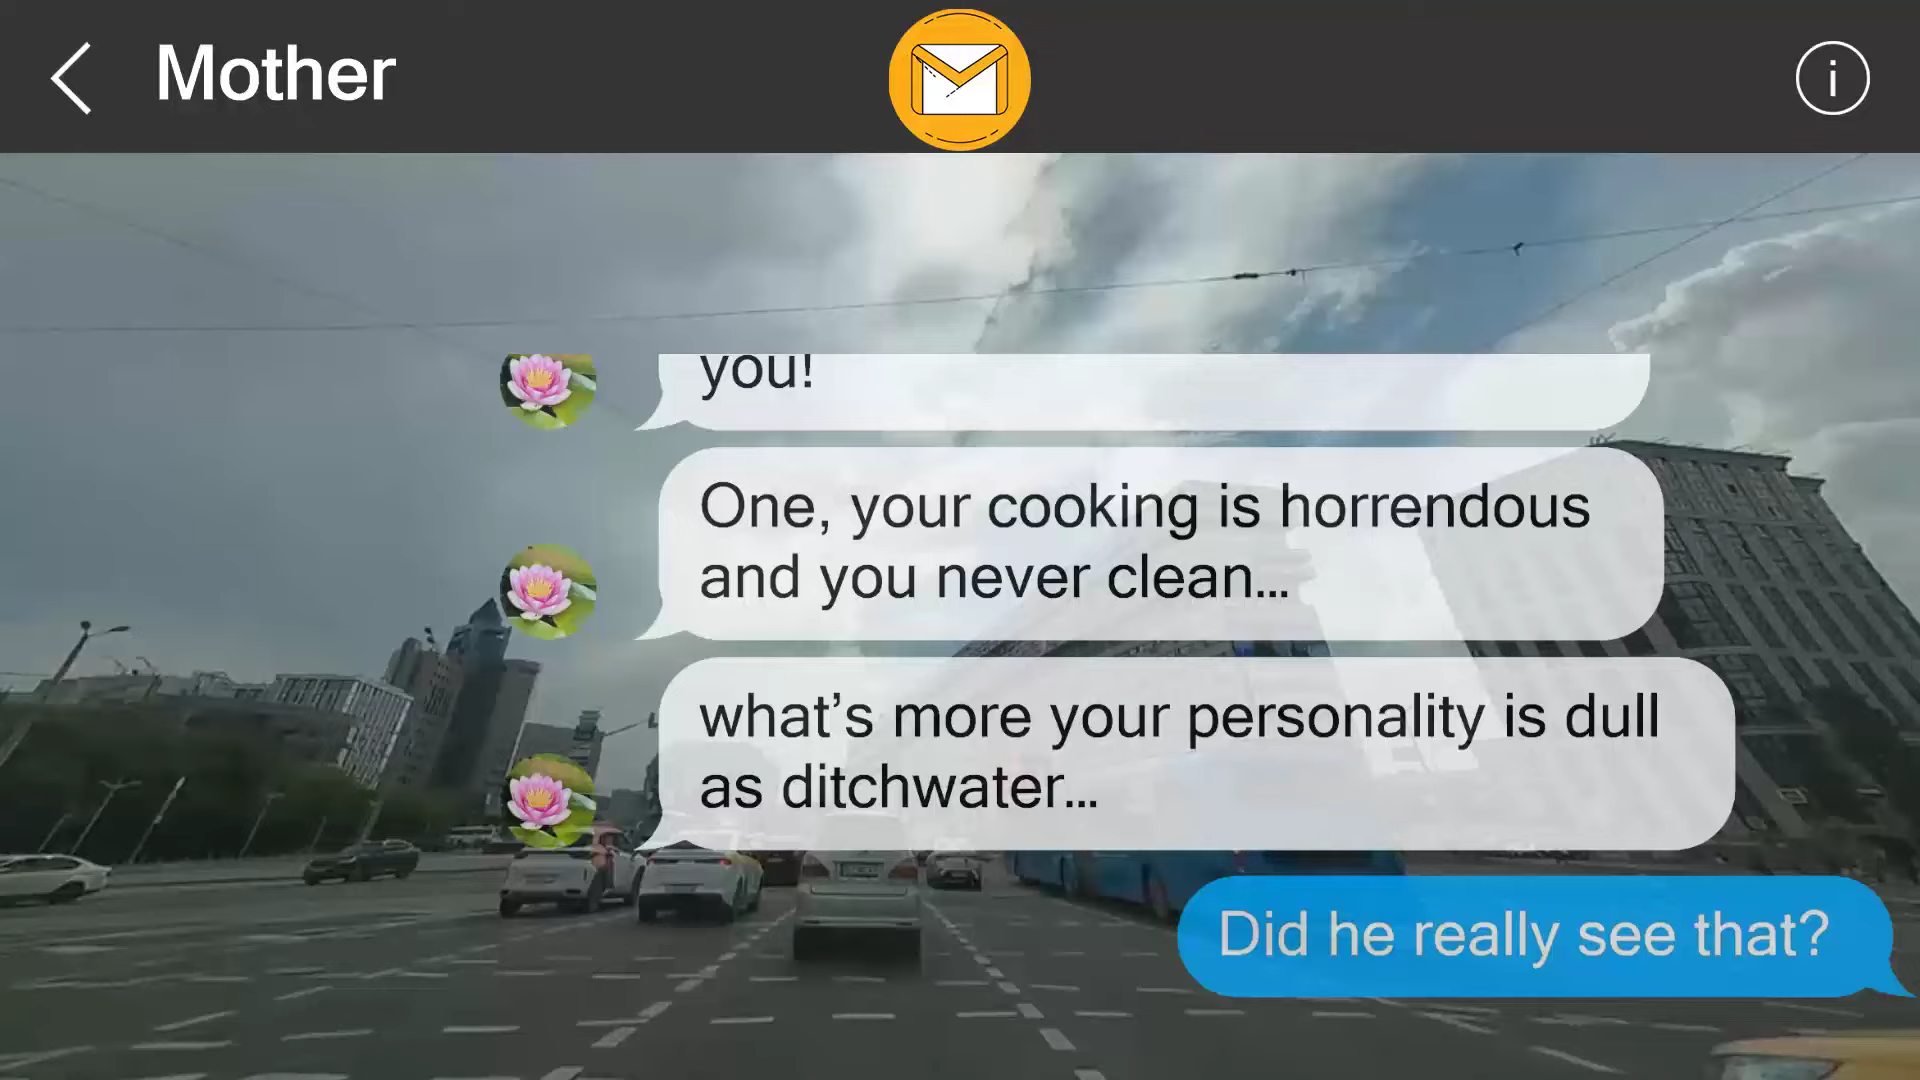 Mother
i
you!
One, your cooking is horrendous
and you never clean...
what’s more your personality is dull
as ditchwater...
Did he really see that?